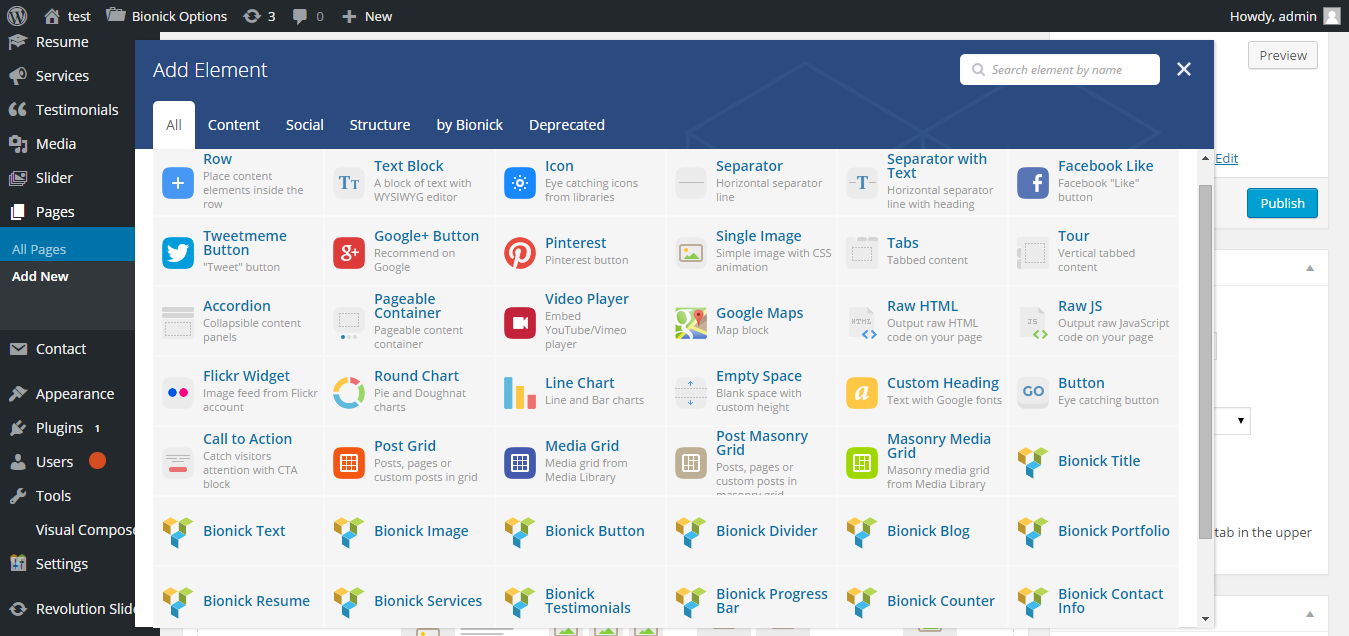 test
Bionick Options
3
0
New
Howdy, admin
Resume
Services
Testimonials
Media
Slider
Pages
All Pages
Add New
Contact
Appearance
Plugins 1
Users
Tools
Visual Compose
Settings
Revolution Slide
Add Element
Search element by name
All
Content
Social
Structure
by Bionick
Deprecated
Row
Place content
elements inside the
row
Text Block
A block of text with
WYSIWYG editor
Icon
Eye catching icons
from libraries
Separator
Horizontal separator
line
Separator with
Text
Horizontal separator
line with heading
Facebook Like
Facebook "Like"
button
Tweetmeme
Button
"Tweet" button
Google+ Button
Recommend on
Google
Pinterest
Pinterest button
Single Image
Simple image with CSS
animation
Tabs
Tabbed content
Tour
Vertical tabbed
content
Accordion
Collapsible content
panels
Pageable
Container
Pageable content
container
Video Player
Embed
YouTube/Vimeo
player
Google Maps
Map block
HTML
Raw HTML
Output raw HTML
code on your page
JS
Raw JS
Output raw JavaScript
code on your page
Flickr Widget
Image feed from Flickr
account
Round Chart
Pie and Doughnat
charts
Line Chart
Line and Bar charts
Empty Space
Blank space with
custom height
Custom Heading
Text with Google fonts
GO
Button
Eye catching button
Call to Action
Catch visitors
attention with CTA
block
Post Grid
Posts, pages or
custom posts in grid
Media Grid
Media grid from
Media Library
Post Masonry
Grid
Posts, pages or
custom posts in
masonry grid
Masonry Media
Grid
Masonry media grid
from Media Library
Bionick Title
Bionick Text
Bionick Image
Bionick Button
Bionick Divider
Bionick Blog
Bionick Portfolio
Bionick Resume
Bionick Services
Bionick
Testimonials
Bionick Progress
Bar
Bionick Counter
Bionick Contact
Info
Preview
Edit
Publish
tab in the upper